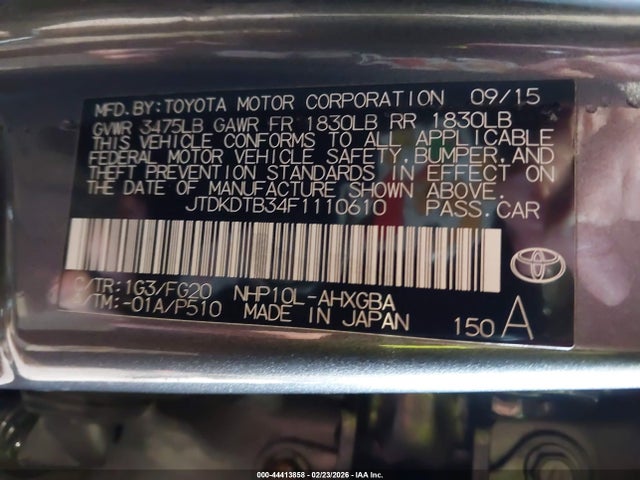 MFD. BY: TOYOTA MOTOR CORPORATION 09/15
GVWR 3475LB GAWR FR 1830LB RR 1830LB
THIS VEHICLE CONFORMS TO ALL APPLICABLE
FEDERAL MOTOR VEHICLE SAFETY, BUMPER, AND
THEFT PREVENTION STANDARDS IN EFFECT ON
THE DATE OF MANUFACTURE SHOWN ABOVE.
JTDKDTB34F1110610 PASS. CAR
C/TR: 1G3/FG20 NHP10L-AHXGBA
S/TM: -01A/P510 MADE IN JAPAN 150 A
000-44413858 - 02/23/2026 - IAA Inc.